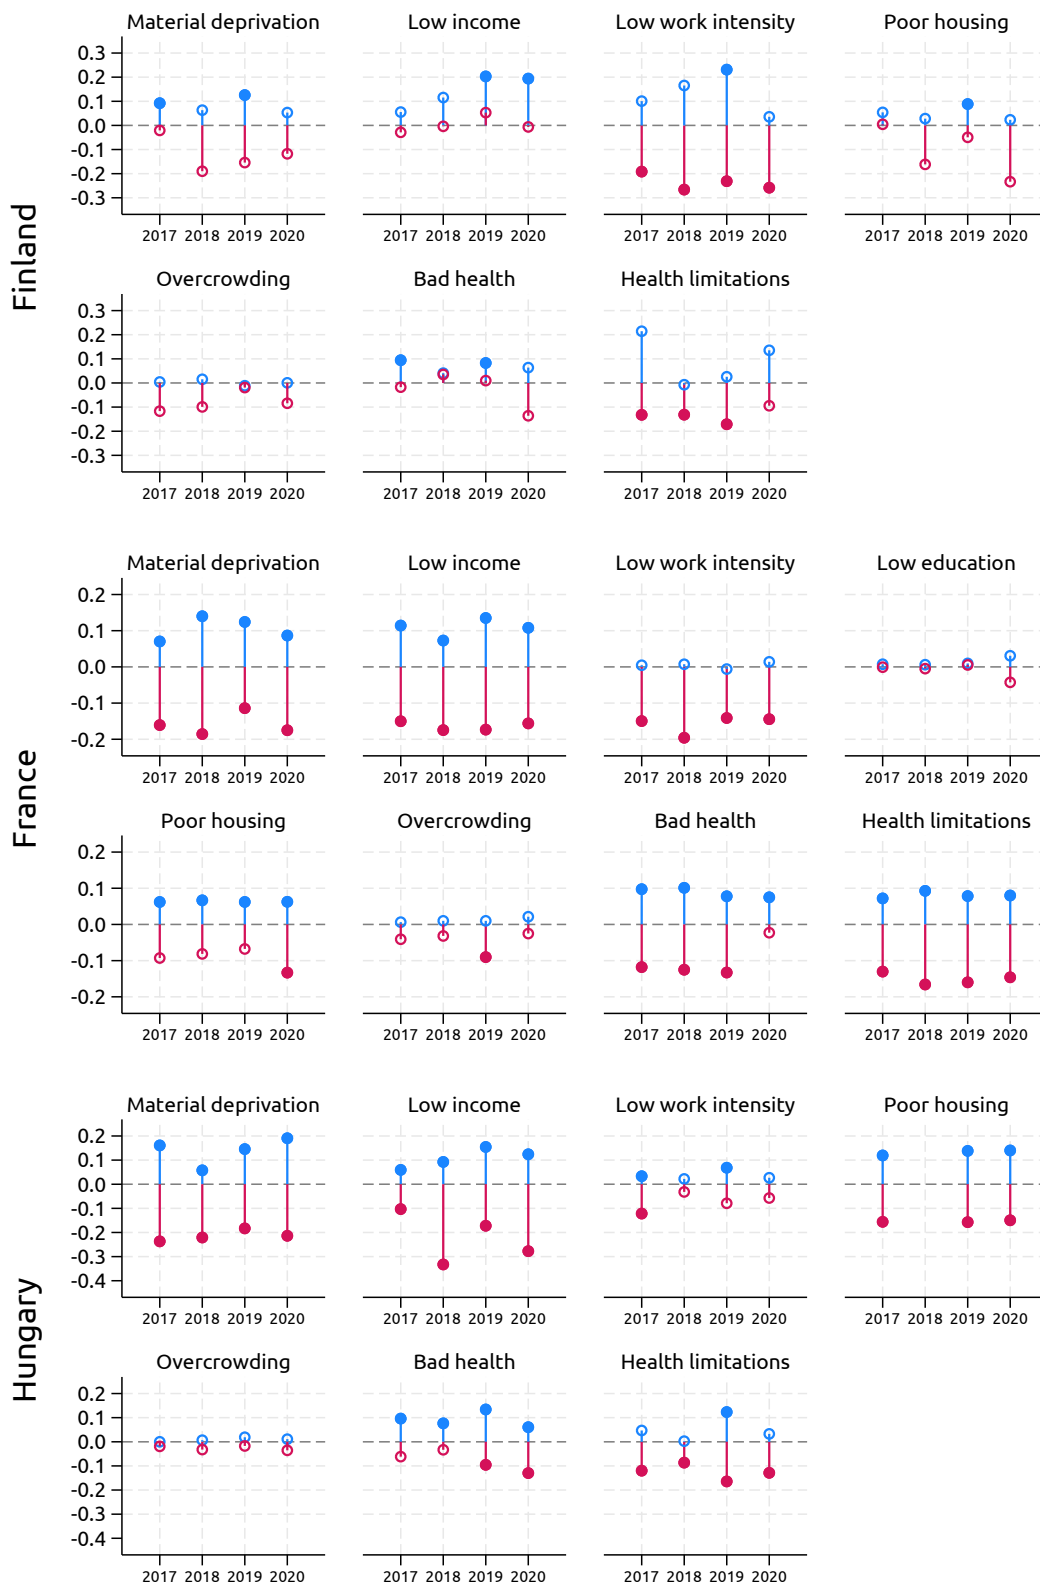 Finland
Material deprivation Low income Low work intensity Poor housing
0.3
0.2
0.1
0.0
-0.1
-0.2
-0.3
2017 2018 2019 2020 2017 2018 2019 2020 2017 2018 2019 2020 2017 2018 2019 2020
Overcrowding Bad health Health limitations
0.3
0.2
0.1
0.0
-0.1
-0.2
-0.3
2017 2018 2019 2020 2017 2018 2019 2020 2017 2018 2019 2020
France
Material deprivation Low income Low work intensity Low education
0.2
0.1
0.0
-0.1
-0.2
2017 2018 2019 2020 2017 2018 2019 2020 2017 2018 2019 2020 2017 2018 2019 2020
Poor housing Overcrowding Bad health Health limitations
0.2
0.1
0.0
-0.1
-0.2
2017 2018 2019 2020 2017 2018 2019 2020 2017 2018 2019 2020 2017 2018 2019 2020
Hungary
Material deprivation Low income Low work intensity Poor housing
0.2
0.1
0.0
-0.1
-0.2
-0.3
-0.4
2017 2018 2019 2020 2017 2018 2019 2020 2017 2018 2019 2020 2017 2018 2019 2020
Overcrowding Bad health Health limitations
0.2
0.1
0.0
-0.1
-0.2
-0.3
-0.4
2017 2018 2019 2020 2017 2018 2019 2020 2017 2018 2019 2020